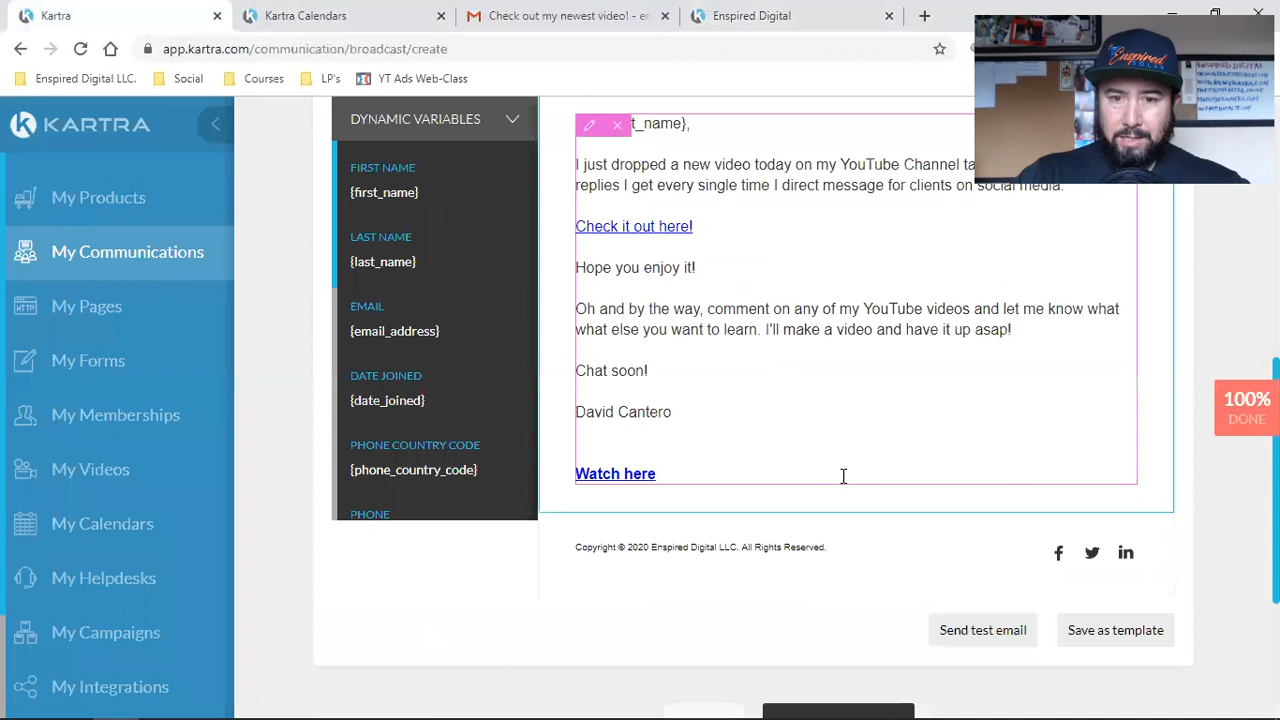 Kartra
Kartra Calendars
Check out my newest video! - en
Enspired Digital
app.kartra.com/communication/broadcast/create
Enspired Digital LLC.
Social
Courses
LP's
YT Ads Web-Class
Enspired
KARTRA
My Products
My Communications
My Pages
My Forms
My Memberships
My Videos
My Calendars
My Helpdesks
My Campaigns
My Integrations
DYNAMIC VARIABLES
FIRST NAME
{first_name}
LAST NAME
{last_name}
EMAIL
{email_address}
DATE JOINED
{date_joined}
PHONE COUNTRY CODE
{phone_country_code}
PHONE
t_name},
I just dropped a new video today on my YouTube Channel ta
replies I get every single time I direct message for clients on social media.
Check it out here!
Hope you enjoy it!
Oh and by the way, comment on any of my YouTube videos and let me know what
what else you want to learn. I'll make a video and have it up asap!
Chat soon!
David Cantero
Watch here
Copyright © 2020 Enspired Digital LLC. All Rights Reserved.
100%
DONE
Send test email
Save as template